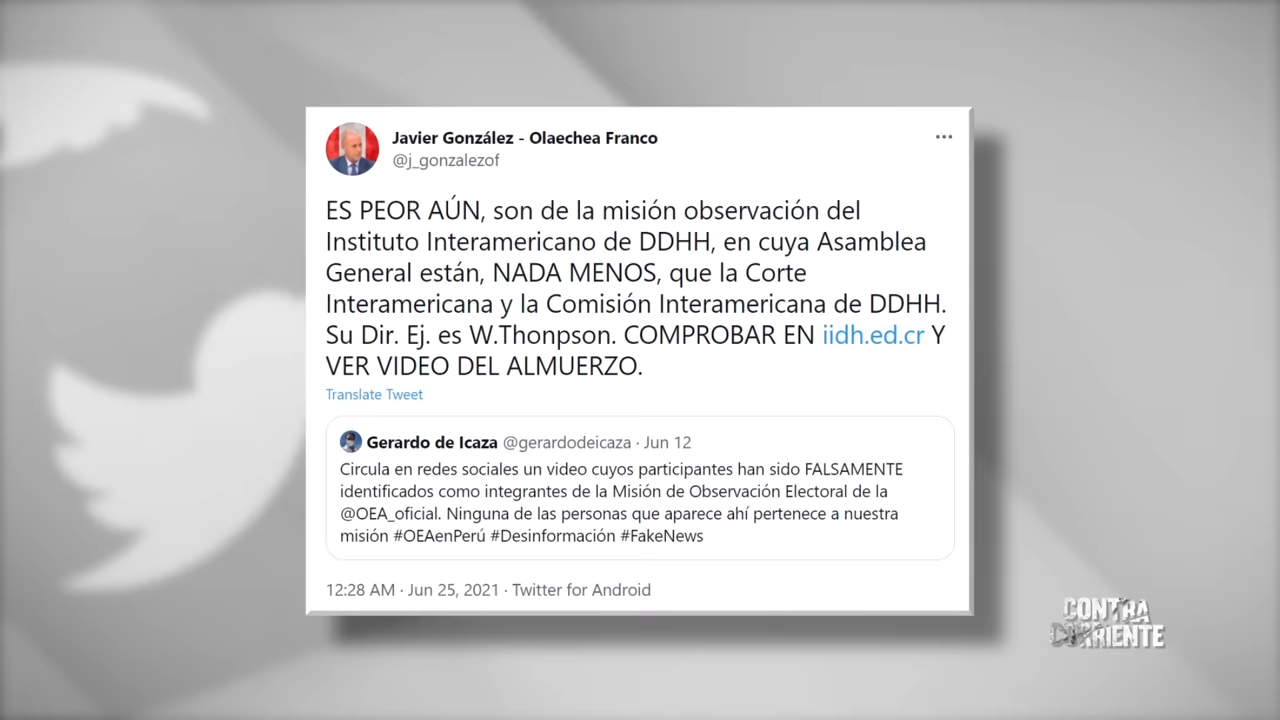 Javier González - Olaechea Franco
@j_gonzalezof
...
ES PEOR AÚN, son de la misión observación del
Instituto Interamericano de DDHH, en cuya Asamblea
General están, NADA MENOS, que la Corte
Interamericana y la Comisión Interamericana de DDHH.
Su Dir. Ej. es W.Thonpson. COMPROBAR EN iidh.ed.cr Y
VER VIDEO DEL ALMUERZO.
Translate Tweet
Gerardo de Icaza @gerardodeicaza · Jun 12
Circula en redes sociales un video cuyos participantes han sido FALSAMENTE
identificados como integrantes de la Misión de Observación Electoral de la
@OEA_oficial. Ninguna de las personas que aparece ahí pertenece a nuestra
misión #OEAenPerú #Desinformación #FakeNews
12:28 AM · Jun 25, 2021 · Twitter for Android
CONTRA
CORRIENTE